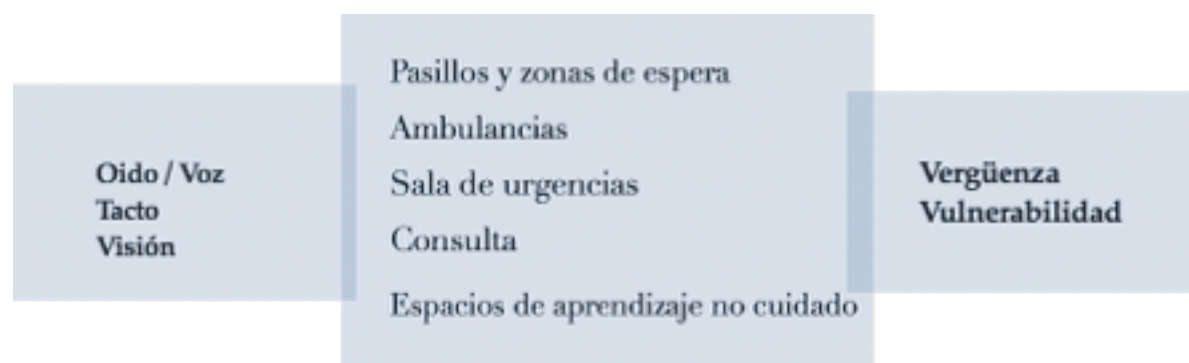 Oido / Voz
Tacto
Visión
Pasillos y zonas de espera
Ambulancias
Sala de urgencias
Consulta
Espacios de aprendizaje no cuidado
Vergüenza
Vulnerabilidad